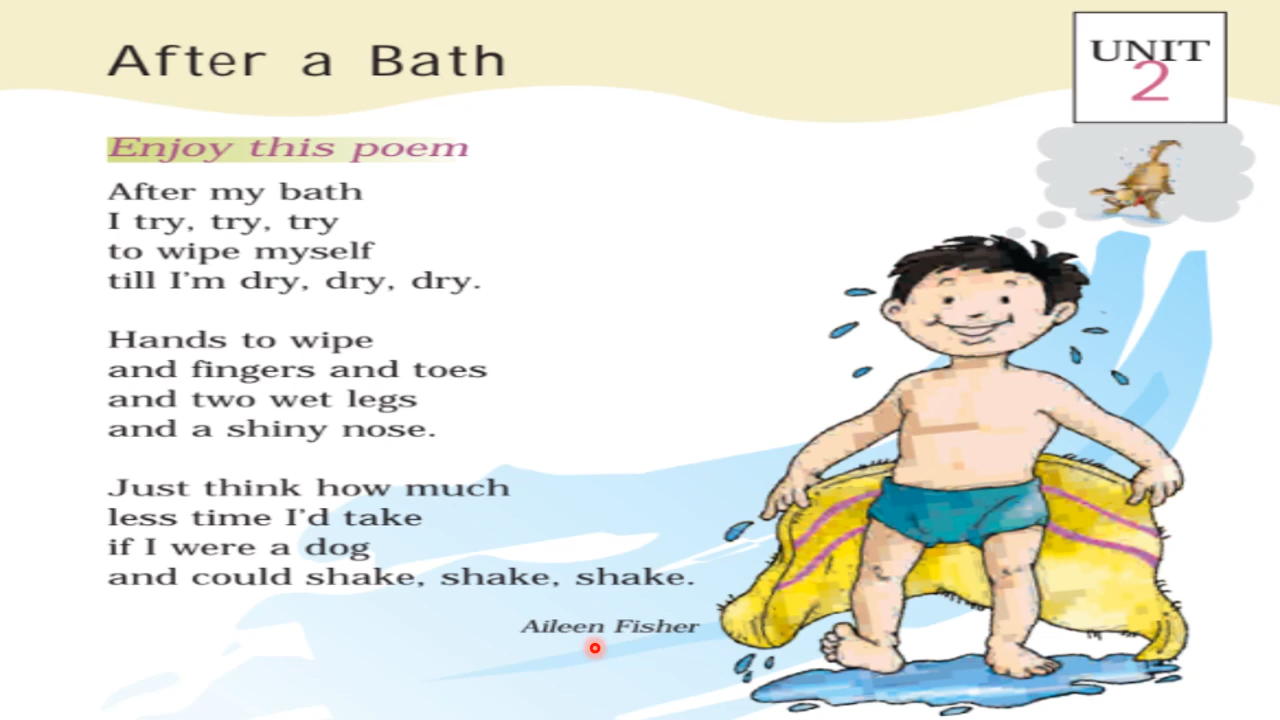 After a Bath
UNIT
2
Enjoy this poem
After my bath
I try, try, try
to wipe myself
till I'm dry, dry, dry.
Hands to wipe
and fingers and toes
and two wet legs
and a shiny nose.
Just think how much
less time I'd take
if I were a dog
and could shake, shake, shake.
Aileen Fisher